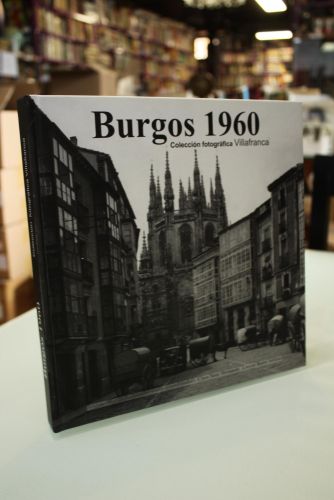 Burgos 1960
Colección fotográfica Villafranca